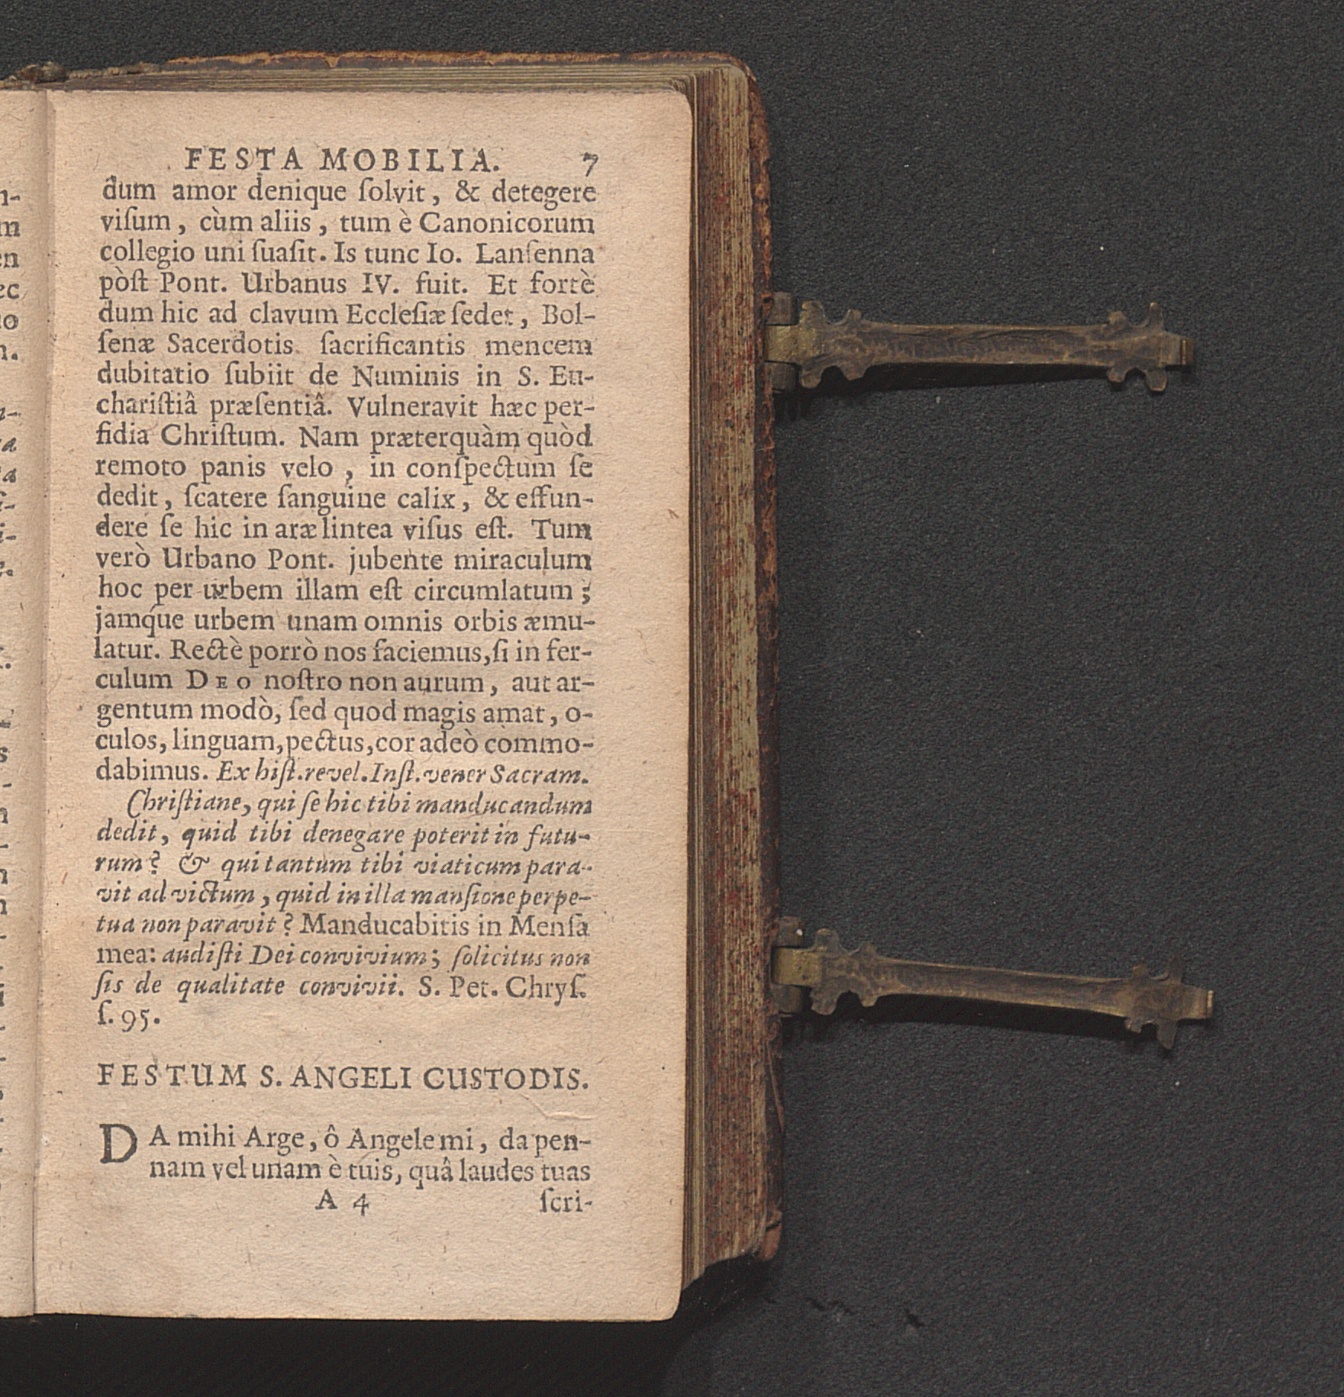 FESTA MOBILIA. 7
dum amor denique ſolvit, & detegere
viſum, cùm aliis, tum è Canonicorum
collegio uni ſuaſit. Is tunc Io. Lanſenna
pòſt Pont. Urbanus IV. fuit. Et fortè
dum hic ad clavum Eccleſiæ ſedet, Bol-
ſenæ Sacerdotis ſacrificantis mencem
dubitatio ſubiit de Numinis in S. Eu-
chariſtiâ præſentiâ. Vulneravit hæc per-
fidia Chriſtum. Nam præterquàm quòd
remoto panis velo, in conſpectum ſe
dedit, ſcatere ſanguine calix, & effun-
dere ſe hic in aræ lintea viſus eſt. Tum
verò Urbano Pont. jubente miraculum
hoc per urbem illam eſt circumlatum;
jamque urbem unam omnis orbis æmu-
latur. Rectè porrò nos faciemus, ſi in fer-
culum DEO noſtro non aurum, aut ar-
gentum modò, ſed quod magis amat, o-
culos, linguam, pectus, cor adeò commo-
dabimus. Ex hiſt. revel. Inſt. vener Sacram.
Chriſtiane, qui ſe hic tibi manducandum
dedit, quid tibi denegare poterit in futu-
rum? & qui tantum tibi viaticum para-
vit ad victum, quid in illa manſione perpe-
tua non paravit? Manducabitis in Menſa
mea: audiſti Dei convivium; ſolicitus non
ſis de qualitate convivii. S. Pet. Chryſ.
ſ. 95.
FESTUM S. ANGELI CUSTODIS.
DA mihi Arge, ô Angele mi, da pen-
nam vel unam è tuis, quâ laudes tuas
A 4 ſcri-